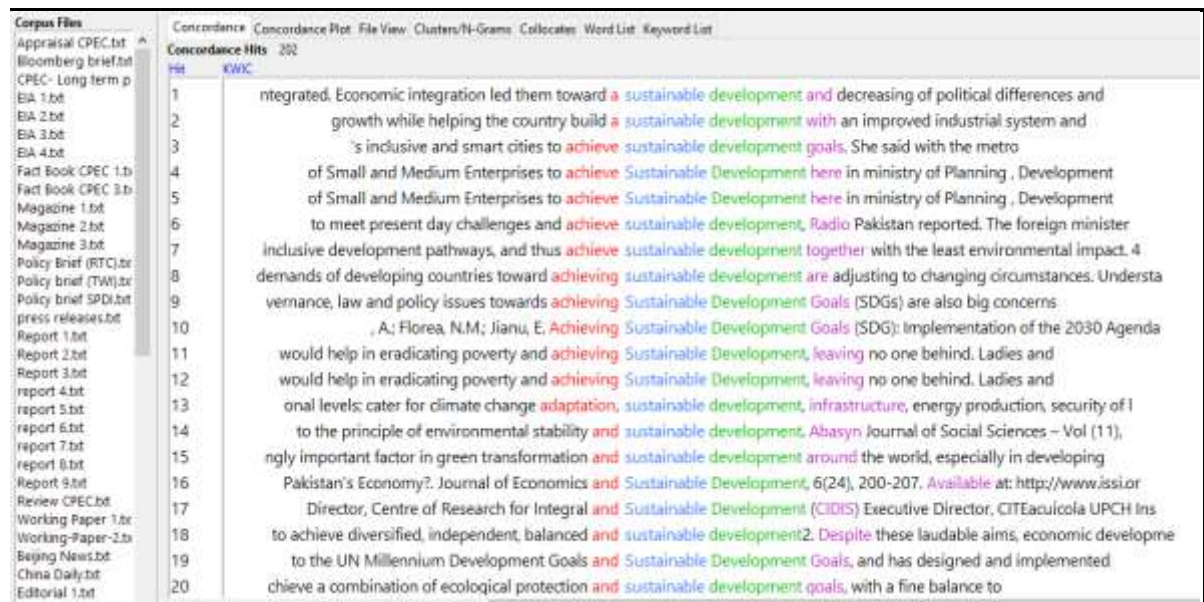 Corpus Files
Appraisal CPEC.txt
Bloomberg brief.txt
CPEC- Long term p
EIA 1.txt
EIA 2.txt
EIA 3.txt
EIA 4.txt
Fact Book CPEC 1.b
Fact Book CPEC 3.b
Magazine 1.txt
Magazine 2.txt
Magazine 3.txt
Policy Brief (RTC).tx
Policy brief (TWI).tx
Policy brief SPDI.txt
press releases.txt
Report 1.txt
Report 2.txt
Report 3.txt
report 4.txt
report 5.txt
report 6.txt
report 7.txt
report 8.txt
Report 9.txt
Review CPEC.txt
Working Paper 1.tx
Working-Paper-2.tx
Beijing News.txt
China Daily.txt
Editorial 1.txt
Concordance Concordance Plot File View Clusters/N-Grams Collocates Word List Keyword List
Concordance Hits 202
Hit KWIC
1 ntegrated. Economic integration led them toward a sustainable development and decreasing of political differences and
2 growth while helping the country build a sustainable development with an improved industrial system and
3 's inclusive and smart cities to achieve sustainable development goals. She said with the metro
4 of Small and Medium Enterprises to achieve Sustainable Development here in ministry of Planning , Development
5 of Small and Medium Enterprises to achieve Sustainable Development here in ministry of Planning , Development
6 to meet present day challenges and achieve sustainable development, Radio Pakistan reported. The foreign minister
7 inclusive development pathways, and thus achieve sustainable development together with the least environmental impact. 4
8 demands of developing countries toward achieving sustainable development are adjusting to changing circumstances. Understa
9 vernance, law and policy issues towards achieving Sustainable Development Goals (SDGs) are also big concerns
10 , A.; Florea, N.M.; Jianu, E. Achieving Sustainable Development Goals (SDG): Implementation of the 2030 Agenda
11 would help in eradicating poverty and achieving Sustainable Development, leaving no one behind. Ladies and
12 would help in eradicating poverty and achieving Sustainable Development, leaving no one behind. Ladies and
13 onal levels; cater for climate change adaptation, sustainable development, infrastructure, energy production, security of l
14 to the principle of environmental stability and sustainable development. Abasyn Journal of Social Sciences – Vol (11),
15 ngly important factor in green transformation and sustainable development around the world, especially in developing
16 Pakistan's Economy?. Journal of Economics and Sustainable Development, 6(24), 200-207. Available at: http://www.issi.or
17 Director, Centre of Research for Integral and Sustainable Development (CIDIS) Executive Director, CITEacuicola UPCH Ins
18 to achieve diversified, independent, balanced and sustainable development2. Despite these laudable aims, economic developme
19 to the UN Millennium Development Goals and Sustainable Development Goals, and has designed and implemented
20 chieve a combination of ecological protection and sustainable development goals, with a fine balance to